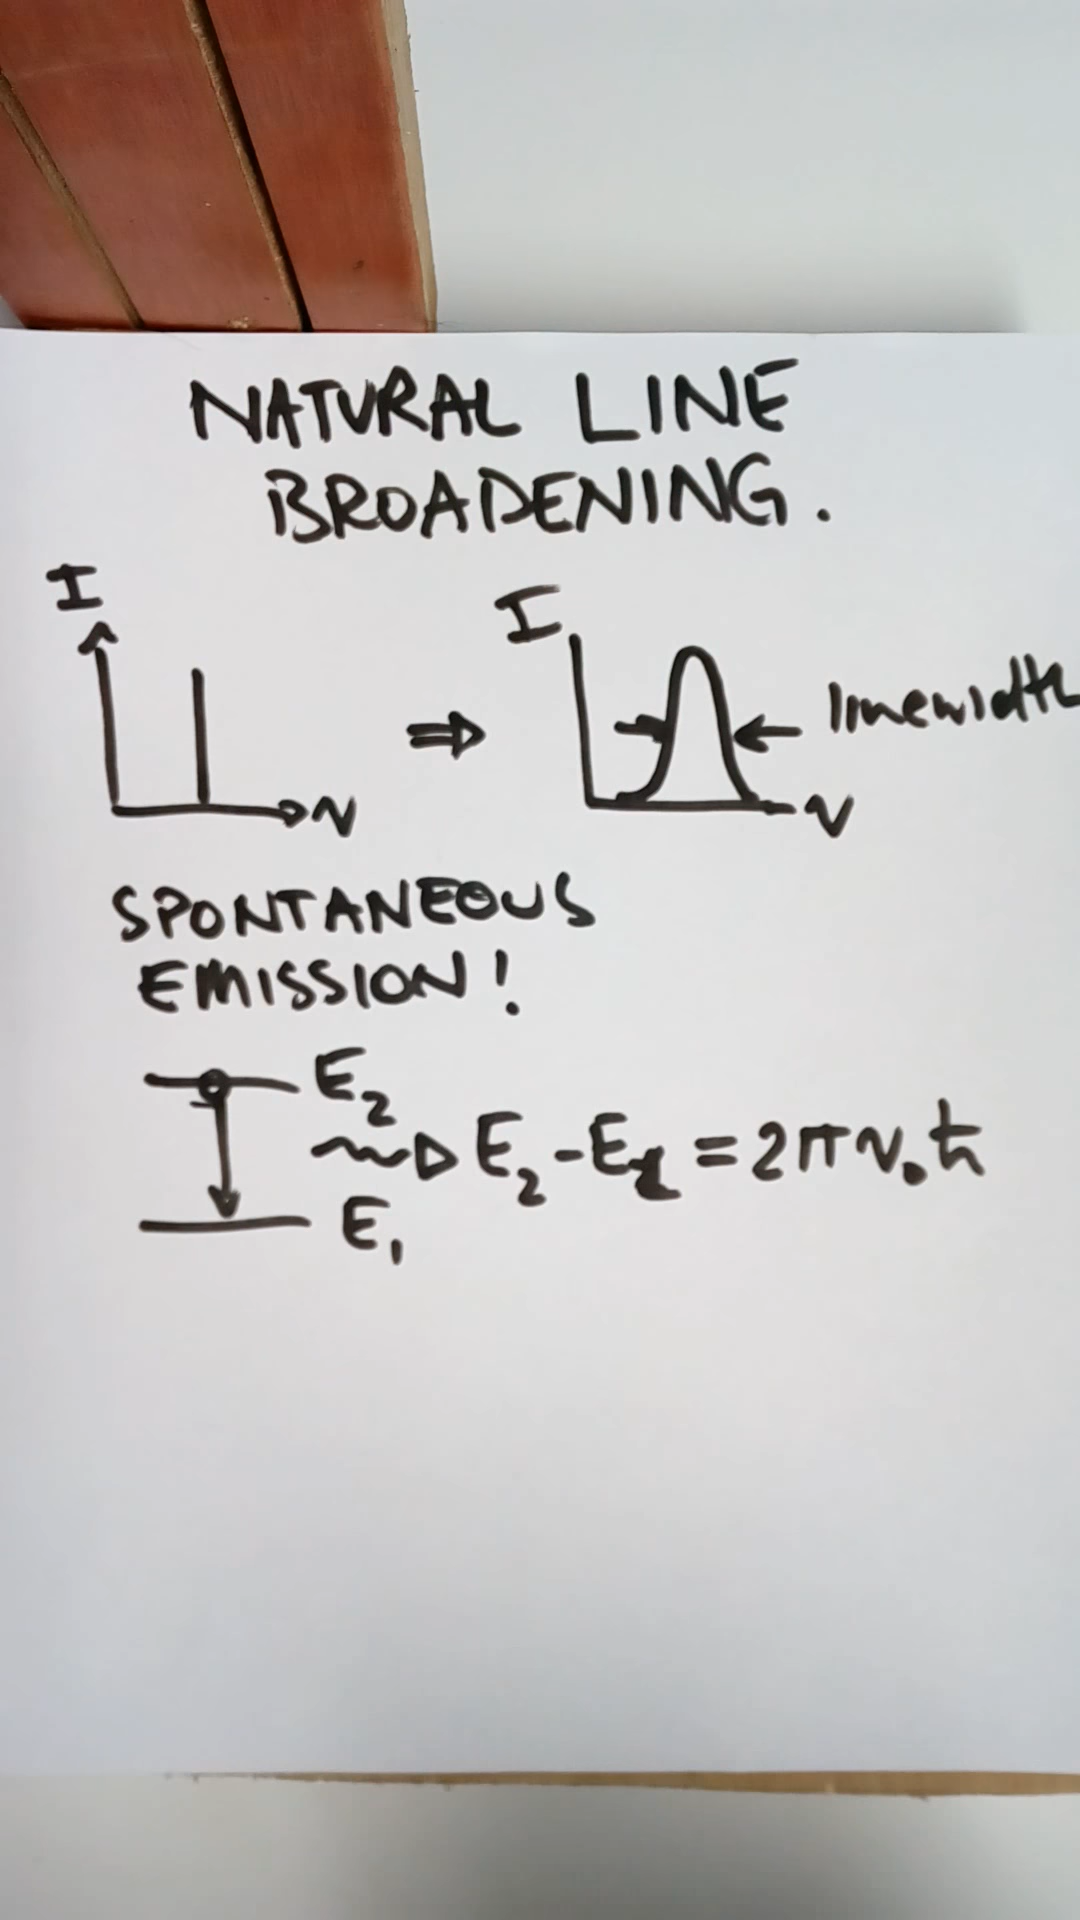 NATURAL LINE
BROADENING.
I
ν
⇒
I
linewidth
ν
SPONTANEOUS
EMISSION!
E₂
E₂-E₁ = 2πν₀ħ
E₁